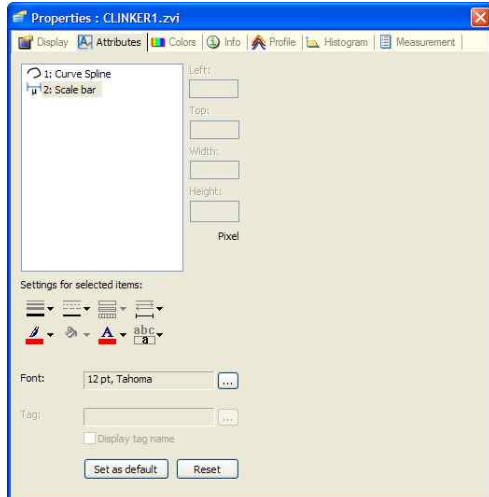 Properties : CLINKER1.zvi
Display Attributes Colors Info Profile Histogram Measurement
1: Curve Spline
2: Scale bar
Left:
Top:
Width:
Height:
Pixel
Settings for selected items:
A abc
a
Font: 12 pt, Tahoma ...
Tag: ...
Display tag name
Set as default Reset